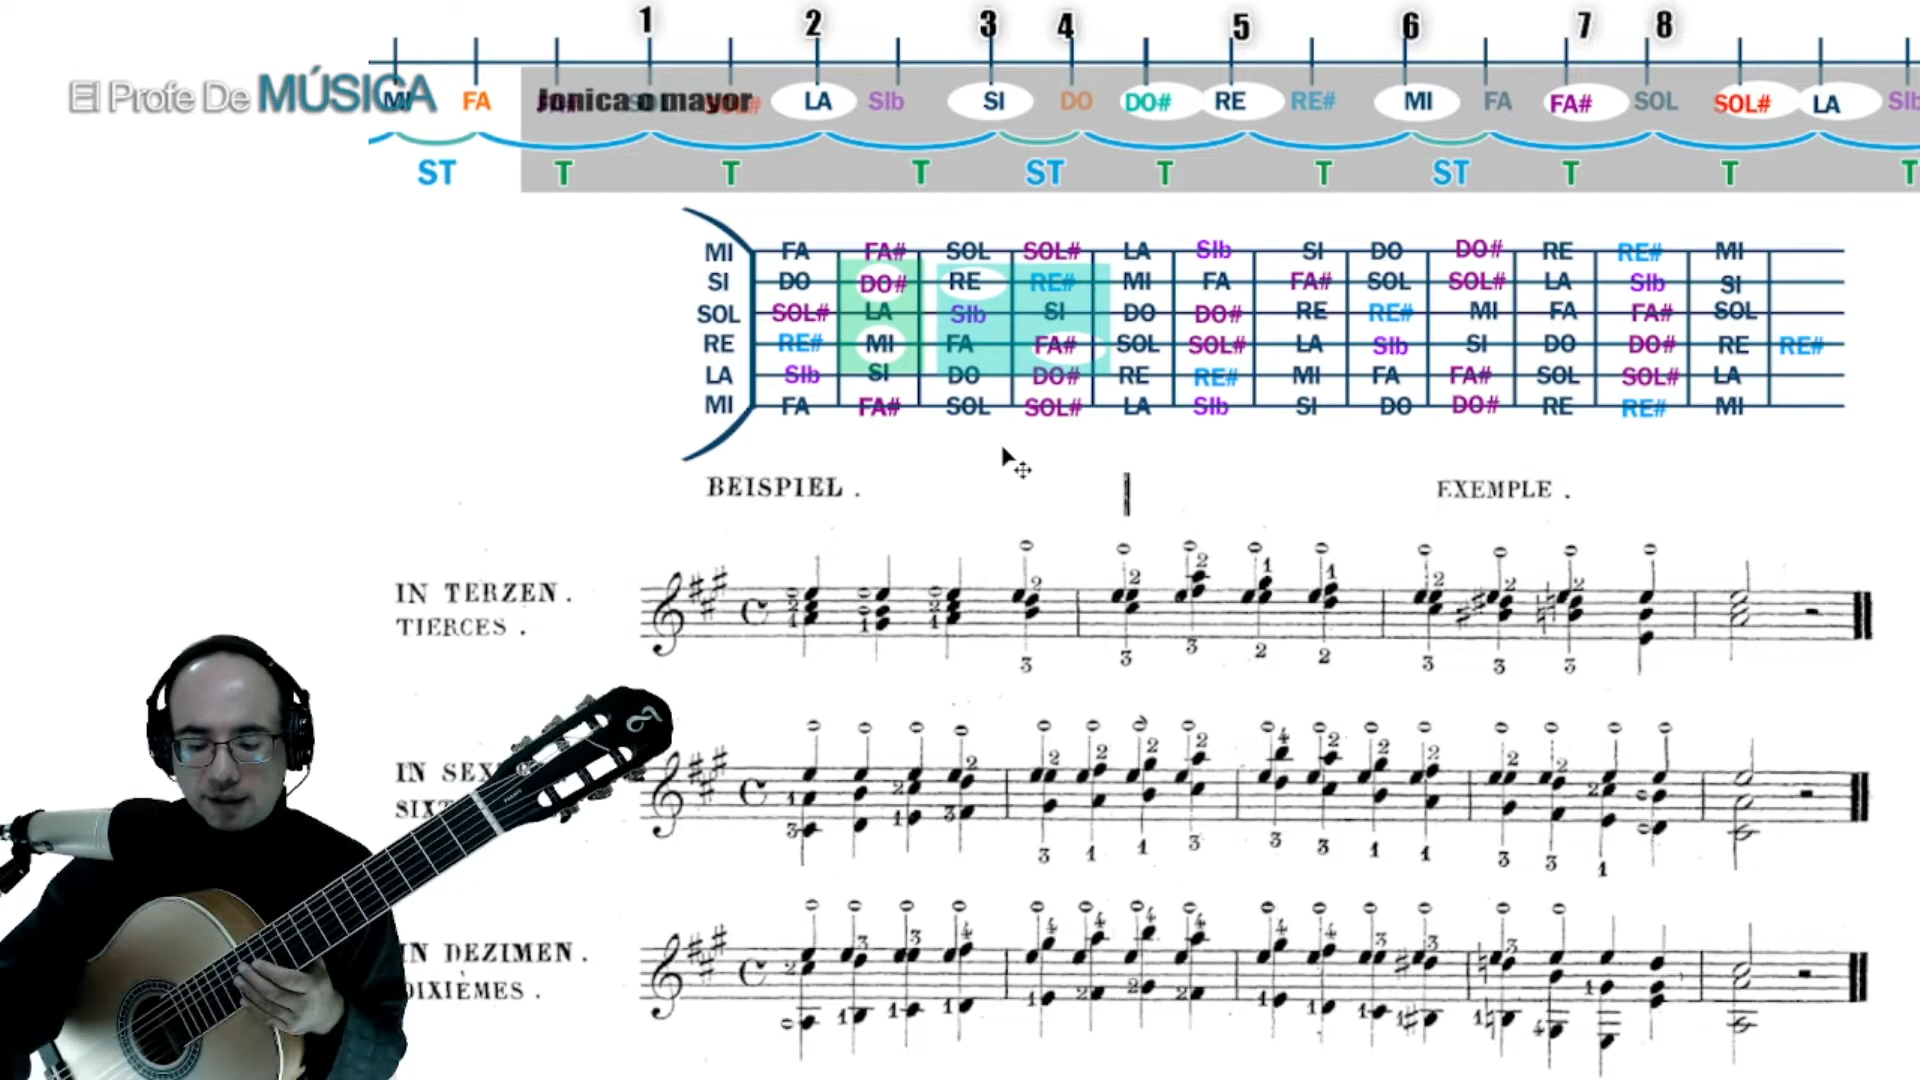 1 2 3 4 5 6 7 8
El Profe De MÚSICA
MI FA Jonica o mayor LA SIb SI DO DO# RE RE# MI FA FA# SOL SOL# LA SIb
ST T T T ST T T ST T T T
MI FA FA# SOL SOL# LA SIb SI DO DO# RE RE# MI
SI DO DO# RE RE# MI FA FA# SOL SOL# LA SIb SI
SOL SOL# LA SIb SI DO DO# RE RE# MI FA FA# SOL
RE RE# MI FA FA# SOL SOL# LA SIb SI DO DO# RE RE#
LA SIb SI DO DO# RE RE# MI FA FA# SOL SOL# LA
MI FA FA# SOL SOL# LA SIb SI DO DO# RE RE# MI
BEISPIEL. EXEMPLE.
IN TERZEN.
TIERCES.
IN SEX
SIXT
IN DEZIMEN.
DIXIÈMES.